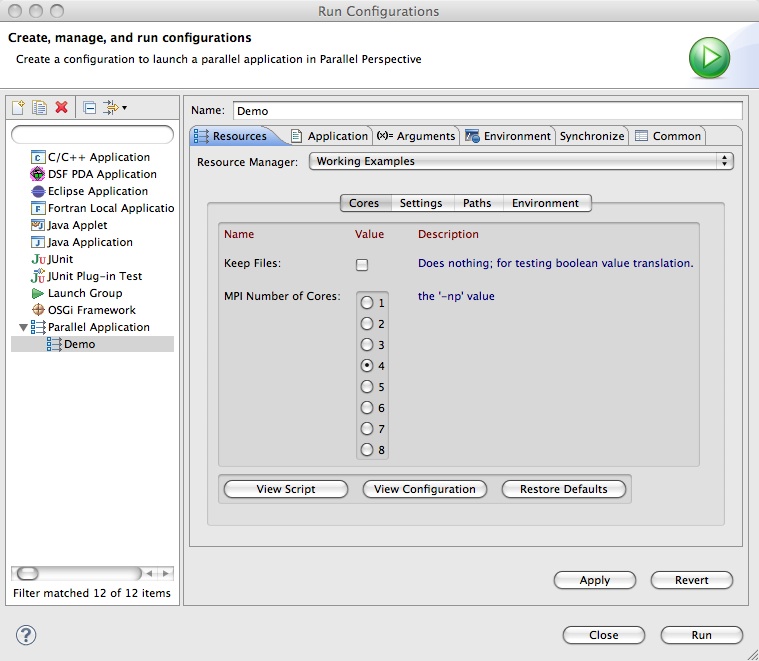 Run Configurations
Create, manage, and run configurations
Create a configuration to launch a parallel application in Parallel Perspective
Name: Demo
Resources Application (x)= Arguments Environment Synchronize Common
Resource Manager: Working Examples
C/C++ Application
DSF PDA Application
Eclipse Application
Fortran Local Applicatio
Java Applet
Java Application
JUnit
JUnit Plug-in Test
Launch Group
OSGi Framework
Parallel Application
Demo
Filter matched 12 of 12 items
Cores Settings Paths Environment
Name Value Description
Keep Files: Does nothing; for testing boolean value translation.
MPI Number of Cores: the '-np' value
1
2
3
4
5
6
7
8
View Script View Configuration Restore Defaults
Apply Revert
? Close Run